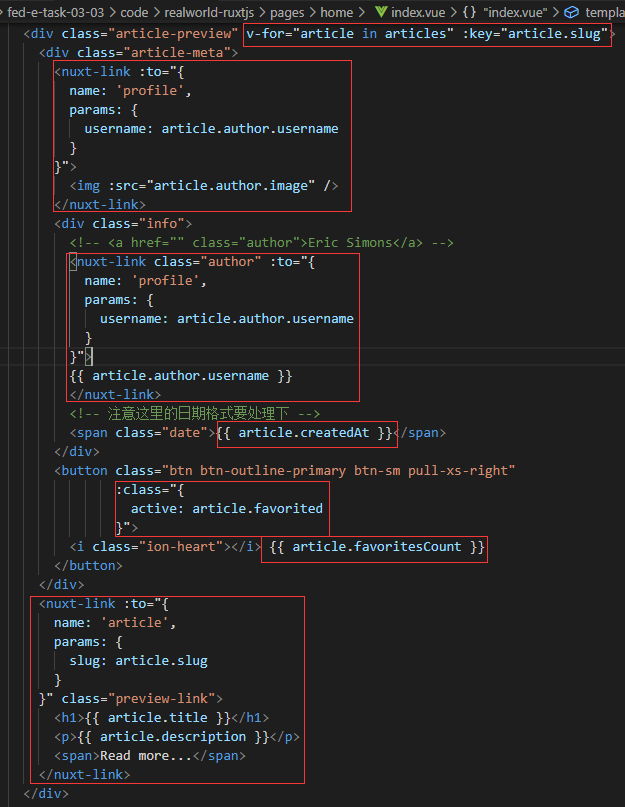 fed-e-task-03-03 > code > realworld-ruxtjs > pages > home > index.vue > {} "index.vue" > templa
<div class="article-preview" v-for="article in articles" :key="article.slug">
<div class="article-meta">
<nuxt-link :to="{
name: 'profile',
params: {
username: article.author.username
}
}">
<img :src="article.author.image" />
</nuxt-link>
<div class="info">
<!-- <a href="" class="author">Eric Simons</a> -->
<nuxt-link class="author" :to="{
name: 'profile',
params: {
username: article.author.username
}
}">
{{ article.author.username }}
</nuxt-link>
<!-- 注意这里的日期格式要处理下 -->
<span class="date">{{ article.createdAt }}</span>
</div>
<button class="btn btn-outline-primary btn-sm pull-xs-right"
:class="{
active: article.favorited
}">
<i class="ion-heart"></i> {{ article.favoritesCount }}
</button>
</div>
<nuxt-link :to="{
name: 'article',
params: {
slug: article.slug
}
}" class="preview-link">
<h1>{{ article.title }}</h1>
<p>{{ article.description }}</p>
<span>Read more...</span>
</nuxt-link>
</div>